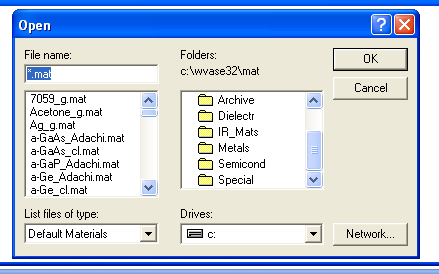 Open
File name:
*.mat
7059_g.mat
Acetone_g.mat
Ag_g.mat
a-GaAs_Adachi.mat
a-GaAs_cl.mat
a-GaP_Adachi.mat
a-Ge_Adachi.mat
a-Ge_cl.mat
List files of type:
Default Materials
Folders:
c:\wvase32\mat
Archive
Dielectr
IR_Mats
Metals
Semicond
Special
Drives:
c:
OK
Cancel
Network...